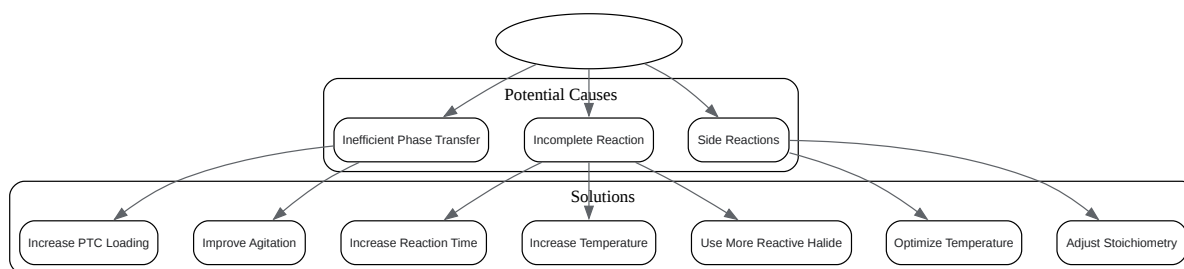 Potential Causes
Inefficient Phase Transfer
Incomplete Reaction
Side Reactions
Solutions
Increase PTC Loading
Improve Agitation
Increase Reaction Time
Increase Temperature
Use More Reactive Halide
Optimize Temperature
Adjust Stoichiometry